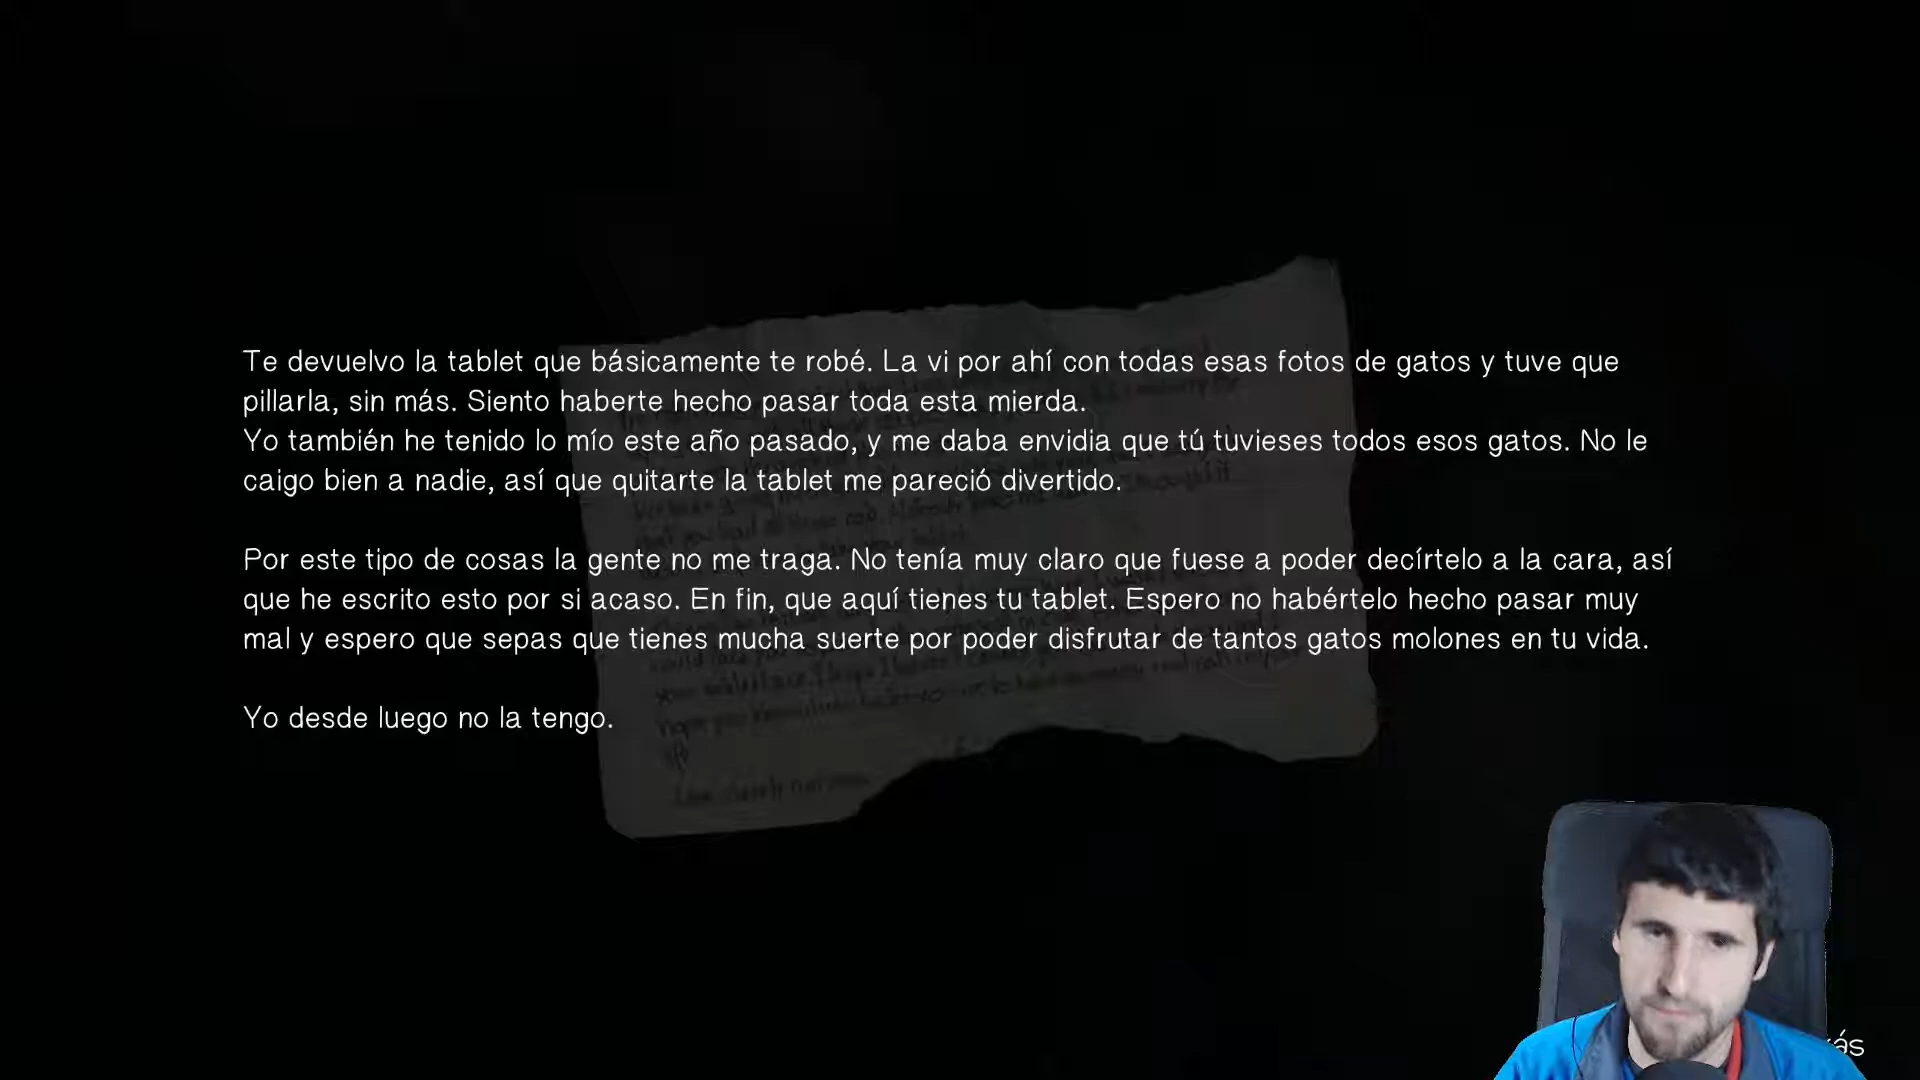 Te devuelvo la tablet que básicamente te robé. La vi por ahí con todas esas fotos de gatos y tuve que
pillarla, sin más. Siento haberte hecho pasar toda esta mierda.
Yo también he tenido lo mío este año pasado, y me daba envidia que tú tuvieses todos esos gatos. No le
caigo bien a nadie, así que quitarte la tablet me pareció divertido.
Por este tipo de cosas la gente no me traga. No tenía muy claro que fuese a poder decírtelo a la cara, así
que he escrito esto por si acaso. En fin, que aquí tienes tu tablet. Espero no habértelo hecho pasar muy
mal y espero que sepas que tienes mucha suerte por poder disfrutar de tantos gatos molones en tu vida.
Yo desde luego no la tengo.